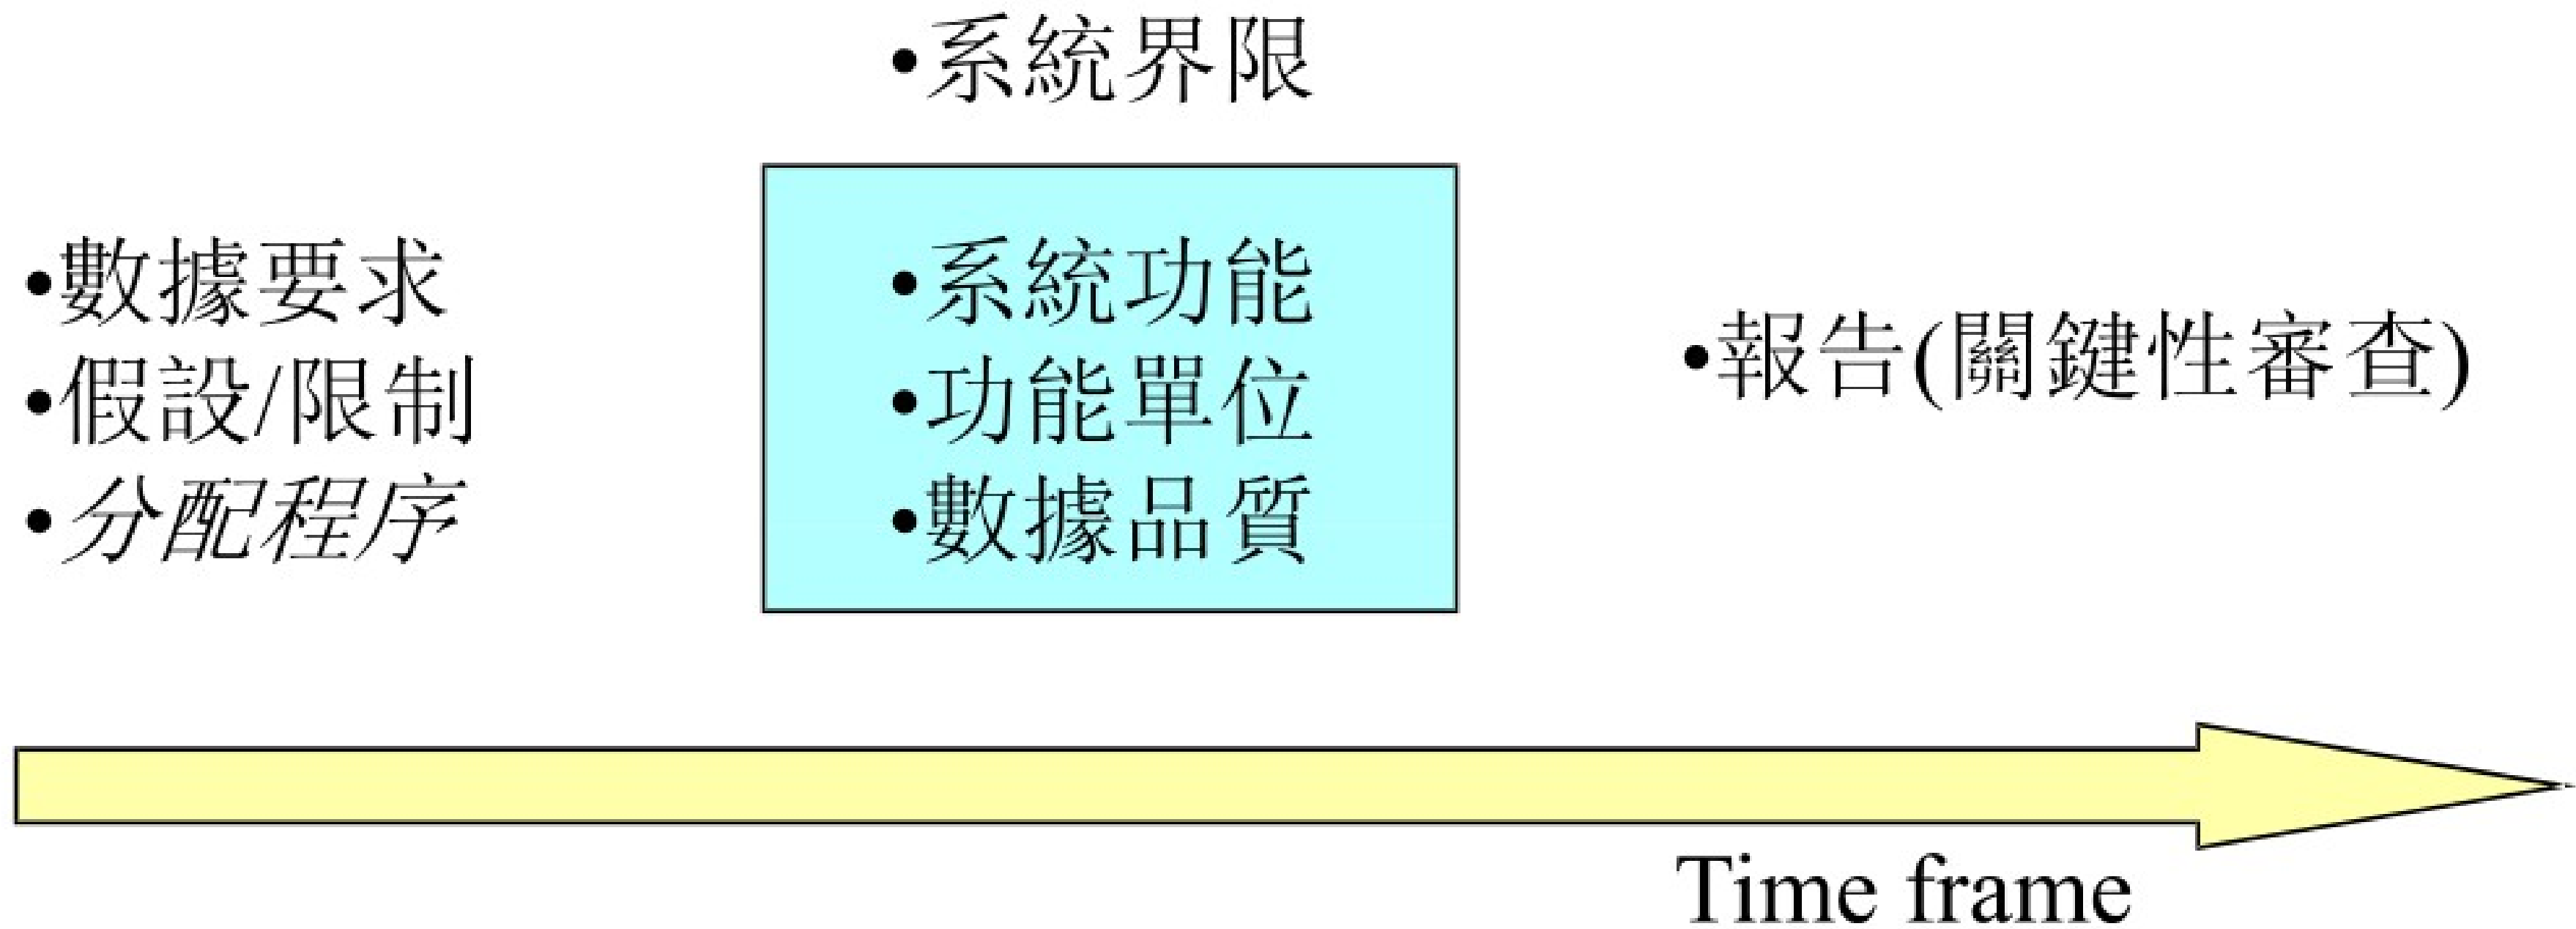 •系統界限
•數據要求
•假設/限制
•分配程序
•系統功能
•功能單位
•數據品質
•報告(關鍵性審查)
Time frame